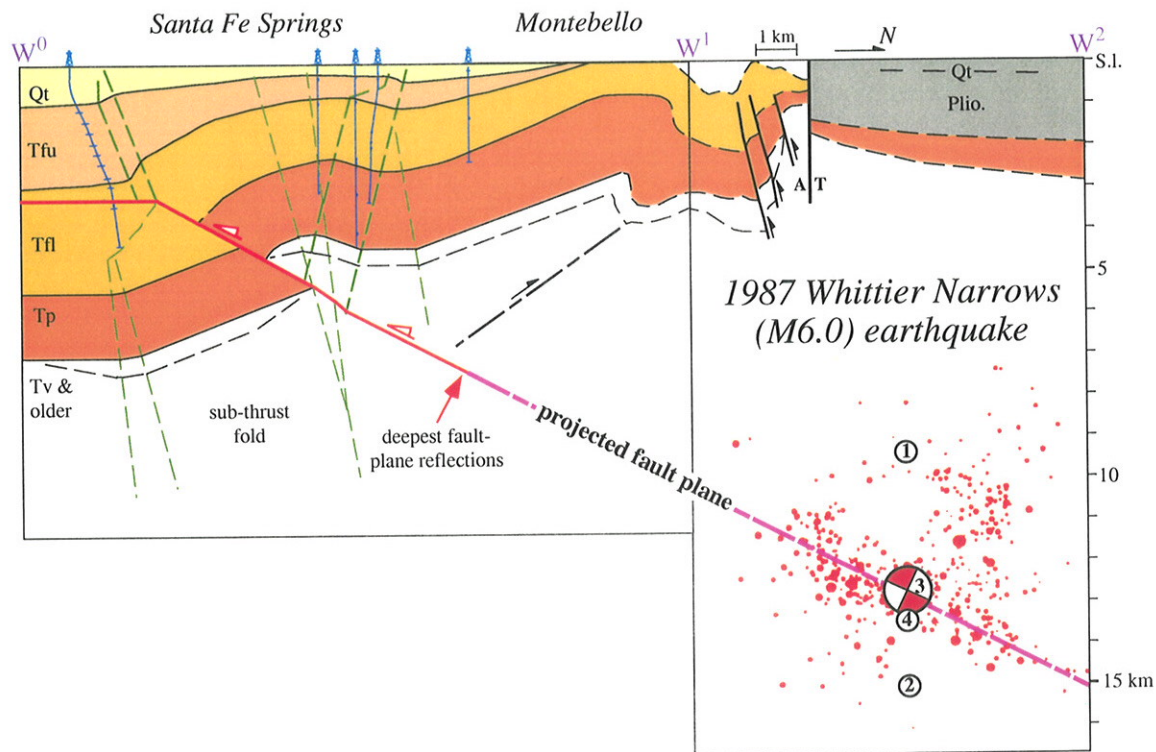 Santa Fe Springs
Montebello
W0
W1
1 km
N
W2
S.l.
Qt
Qt
Plio.
Tfu
A T
Tfl
5
1987 Whittier Narrows
(M6.0) earthquake
Tp
Tv &
older
sub-thrust
fold
deepest fault-
plane reflections
projected fault plane
1
10
3
4
2
15 km